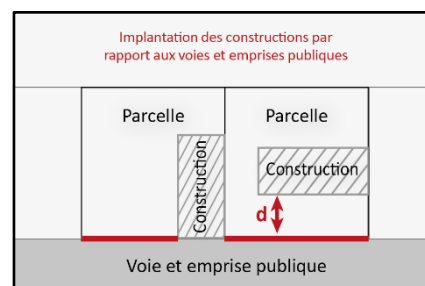 Implantation des constructions par
rapport aux voies et emprises publiques
Parcelle
Parcelle
Construction
Construction
d
Voie et emprise publique